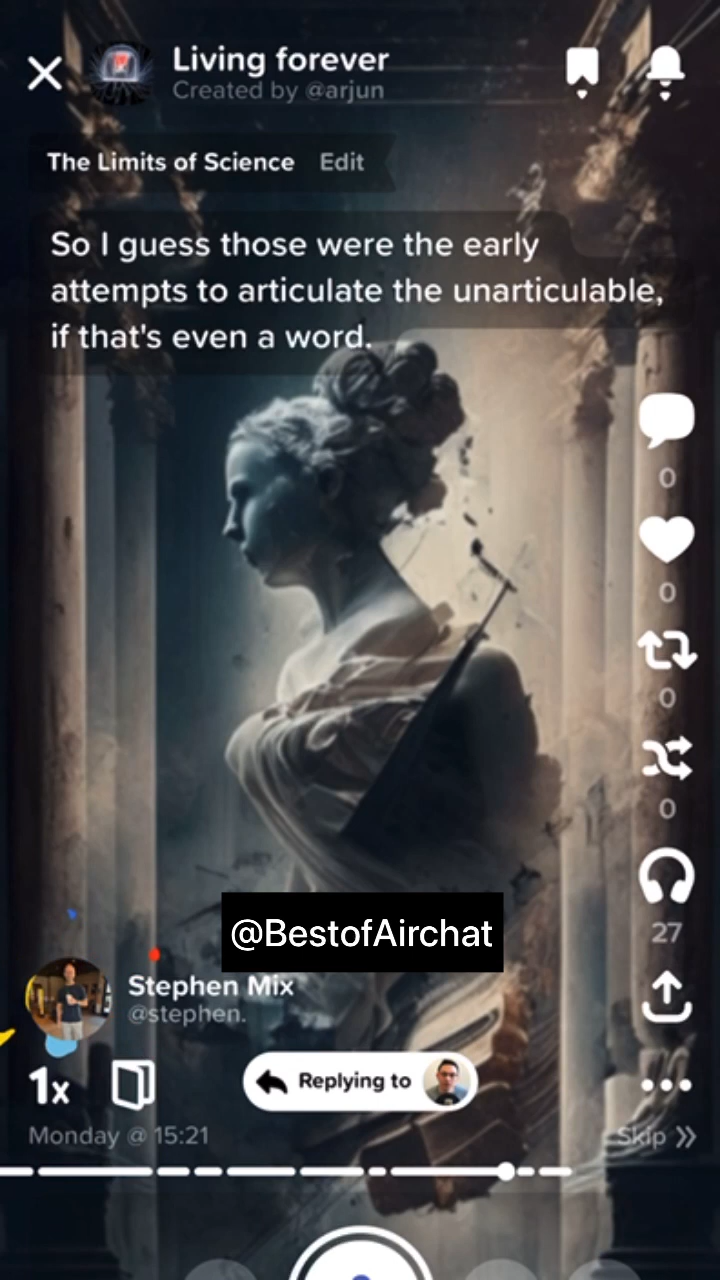 Living forever
Created by @arjun
The Limits of Science Edit
So I guess those were the early
attempts to articulate the unarticulable,
if that's even a word.
0
0
0
0
27
@BestofAirchat
Stephen Mix
@stephen.
1x
Replying to
Monday @ 15:21
Skip